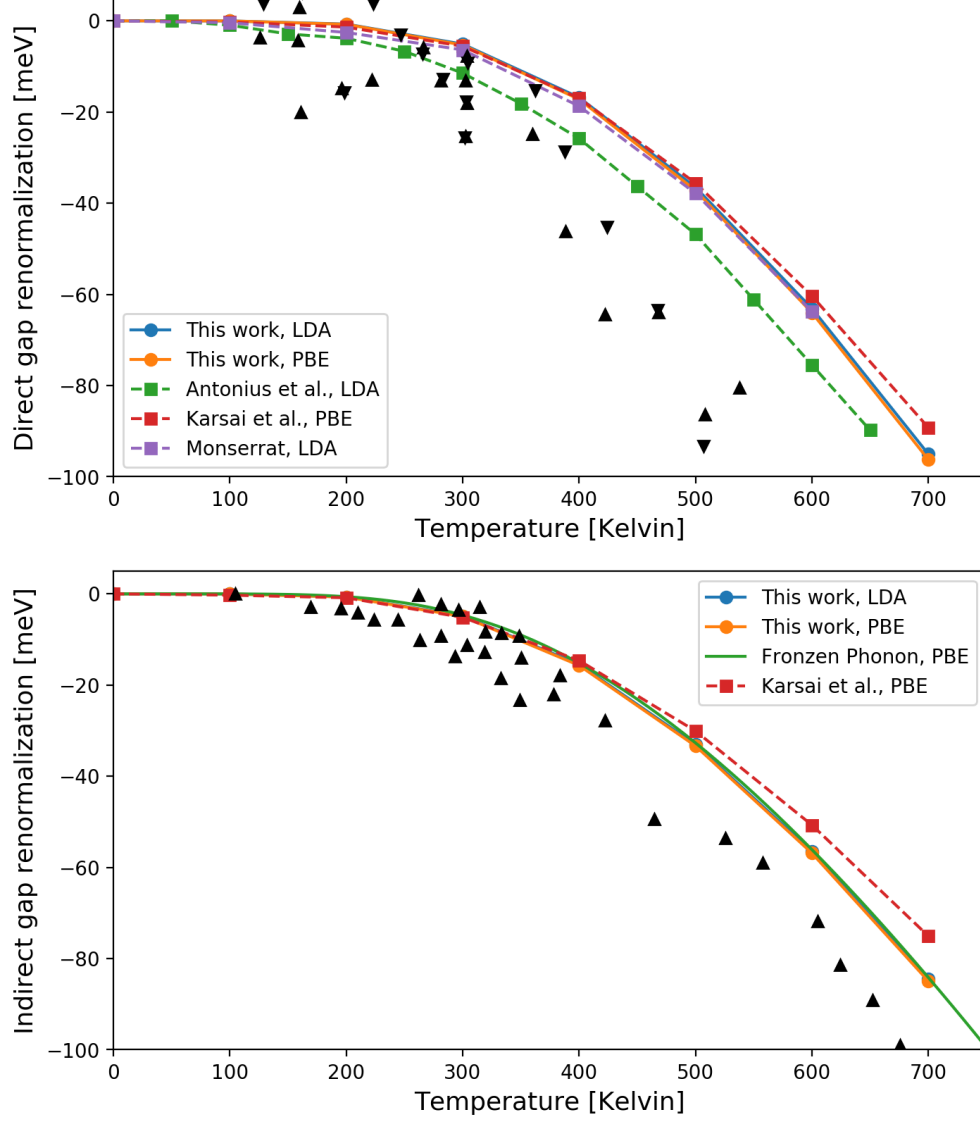 Direct gap renormalization [meV]
0
−20
−40
−60
−80
−100
This work, LDA
This work, PBE
Antonius et al., LDA
Karsai et al., PBE
Monserrat, LDA
0 100 200 300 400 500 600 700
Temperature [Kelvin]
Indirect gap renormalization [meV]
0
−20
−40
−60
−80
−100
This work, LDA
This work, PBE
Fronzen Phonon, PBE
Karsai et al., PBE
0 100 200 300 400 500 600 700
Temperature [Kelvin]